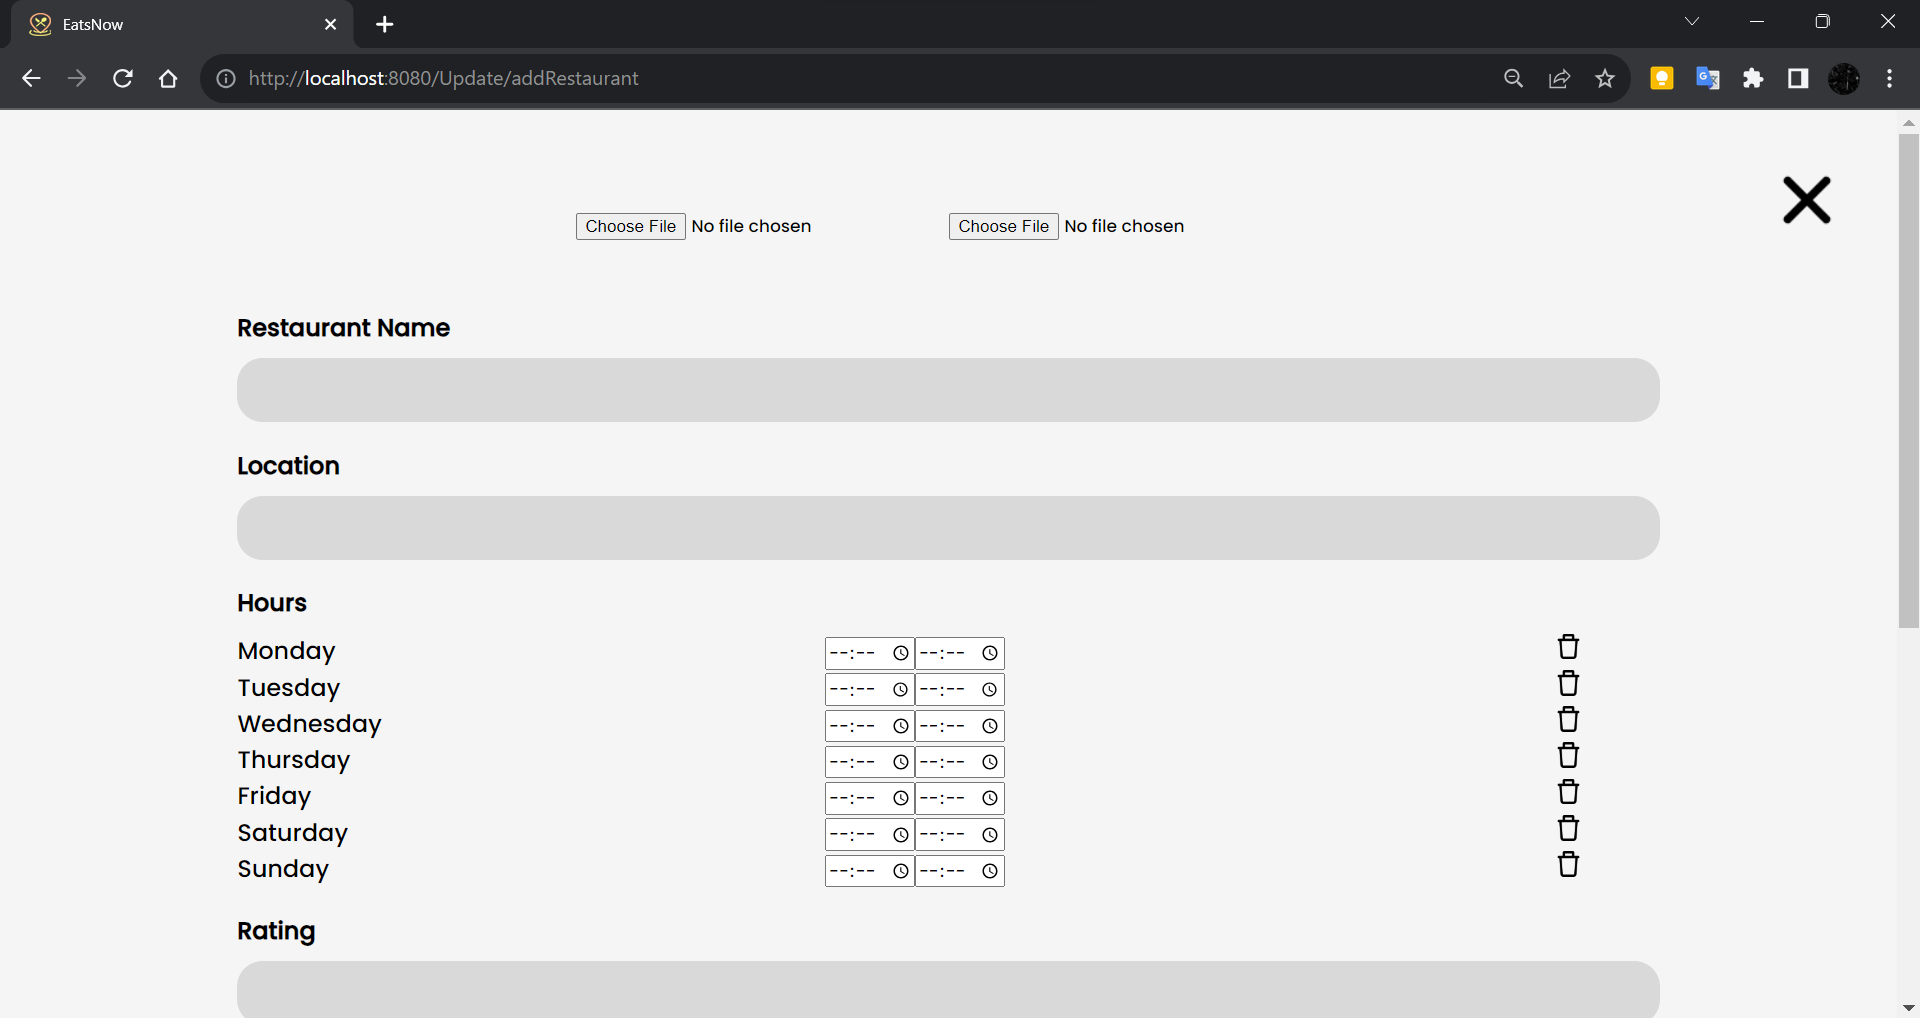 EatsNow
http://localhost:8080/Update/addRestaurant
Choose File No file chosen Choose File No file chosen
Restaurant Name
Location
Hours
Monday --:-- --:--
Tuesday --:-- --:--
Wednesday --:-- --:--
Thursday --:-- --:--
Friday --:-- --:--
Saturday --:-- --:--
Sunday --:-- --:--
Rating